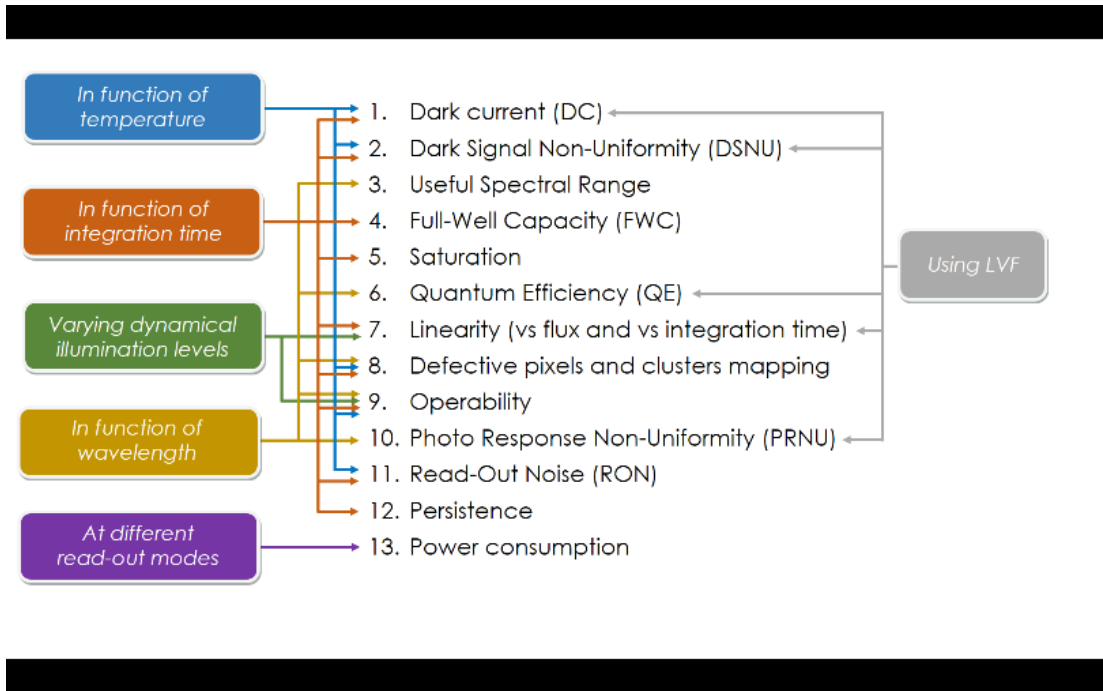 In function of
temperature
In function of
integration time
Varying dynamical
illumination levels
In function of
wavelength
At different
read-out modes
1. Dark current (DC)
2. Dark Signal Non-Uniformity (DSNU)
3. Useful Spectral Range
4. Full-Well Capacity (FWC)
5. Saturation
6. Quantum Efficiency (QE)
7. Linearity (vs flux and vs integration time)
8. Defective pixels and clusters mapping
9. Operability
10. Photo Response Non-Uniformity (PRNU)
11. Read-Out Noise (RON)
12. Persistence
13. Power consumption
Using LVF